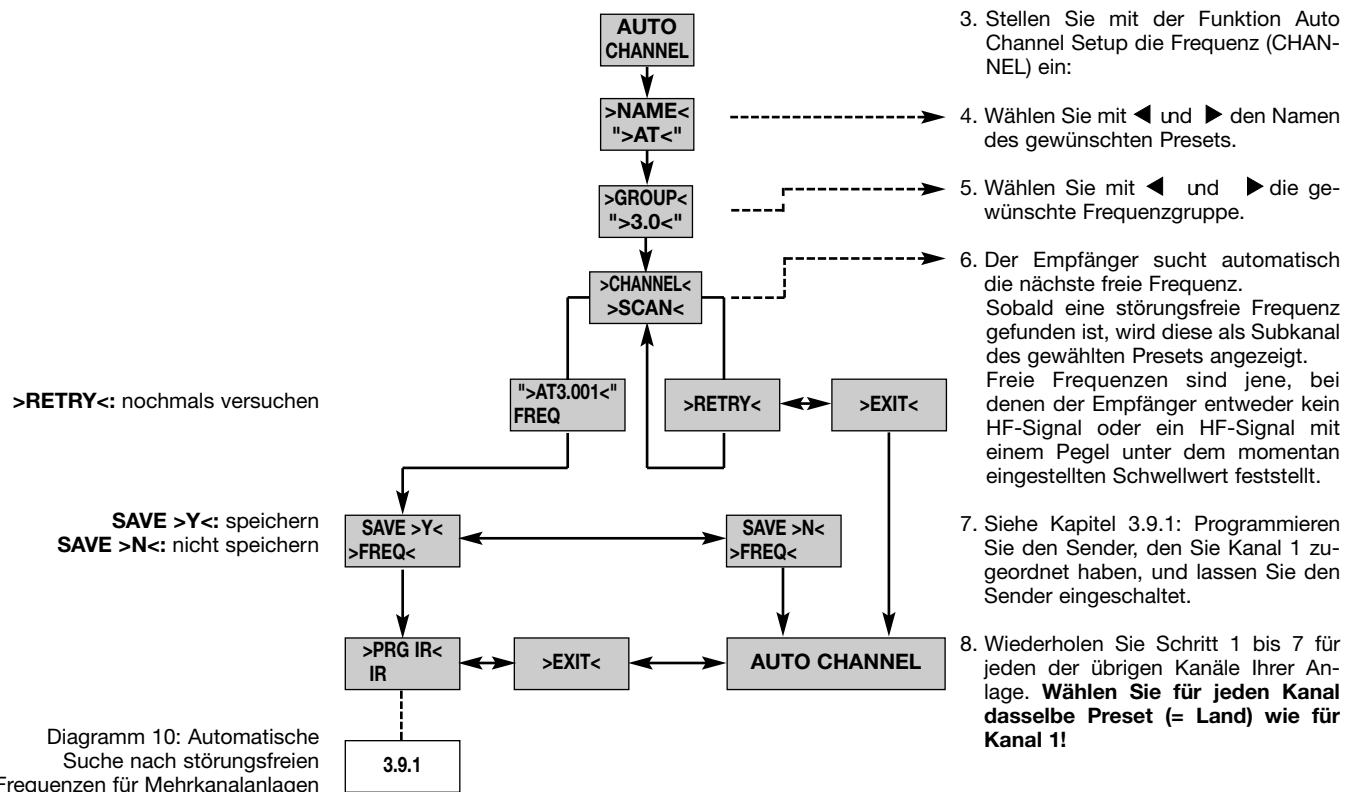 AUTO
CHANNEL
>NAME<
">AT<"
>GROUP<
">3.0<"
>CHANNEL<
>SCAN<
">AT3.001<"
FREQ
>RETRY<
>EXIT<
>RETRY<: nochmals versuchen
SAVE >Y<: speichern
SAVE >N<: nicht speichern
SAVE >Y<
>FREQ<
SAVE >N<
>FREQ<
>PRG IR<
IR
>EXIT<
AUTO CHANNEL
3.9.1
Diagramm 10: Automatische
Suche nach störungsfreien
Frequenzen für Mehrkanalanlagen
3. Stellen Sie mit der Funktion Auto
Channel Setup die Frequenz (CHAN-
NEL) ein:
4. Wählen Sie mit ◀ und ▶ den Namen
des gewünschten Presets.
5. Wählen Sie mit ◀ und ▶ die ge-
wünschte Frequenzgruppe.
6. Der Empfänger sucht automatisch
die nächste freie Frequenz.
Sobald eine störungsfreie Frequenz
gefunden ist, wird diese als Subkanal
des gewählten Presets angezeigt.
Freie Frequenzen sind jene, bei
denen der Empfänger entweder kein
HF-Signal oder ein HF-Signal mit
einem Pegel unter dem momentan
eingestellten Schwellwert feststellt.
7. Siehe Kapitel 3.9.1: Programmieren
Sie den Sender, den Sie Kanal 1 zu-
geordnet haben, und lassen Sie den
Sender eingeschaltet.
8. Wiederholen Sie Schritt 1 bis 7 für
jeden der übrigen Kanäle Ihrer An-
lage. Wählen Sie für jeden Kanal
dasselbe Preset (= Land) wie für
Kanal 1!